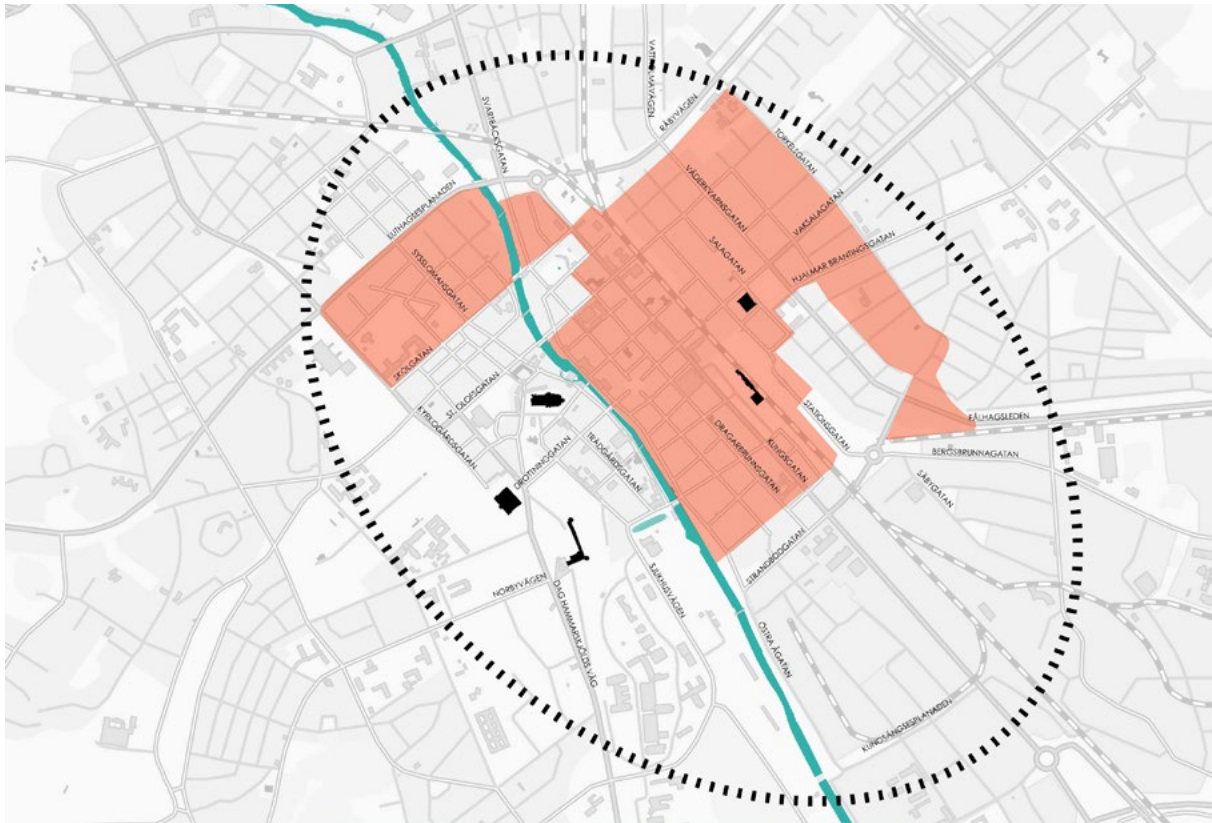 VATTHOLMAVÄGEN
SVARTBÄCKSGATAN
RÅBYVÄGEN
TORKELSGATAN
LUTHAGSESPLANADEN
VÄDERKVARNSGATAN
VAKSALAGATAN
SYSSLOMANSGATAN
SALAGATAN
HJALMAR BRANTINGSGATAN
SKOLGATAN
ST. OLOFSGATAN
KYRKOGÅRDSGATAN
STATIONSGATAN
FÅLHAGSLEDEN
DRAGARBRUNNSGATAN
KUNGSGATAN
BERGSBRUNNAGATAN
TRÄDGÅRDSGATAN
DROTTNINGGATAN
SÄBYGATAN
STRANDBODGATAN
SJUKHUSVÄGEN
NORBYVÄGEN
DAG HAMMARSKJÖLDS VÄG
ÖSTRA ÅGATAN
KUNGSÄNGSESPLANADEN